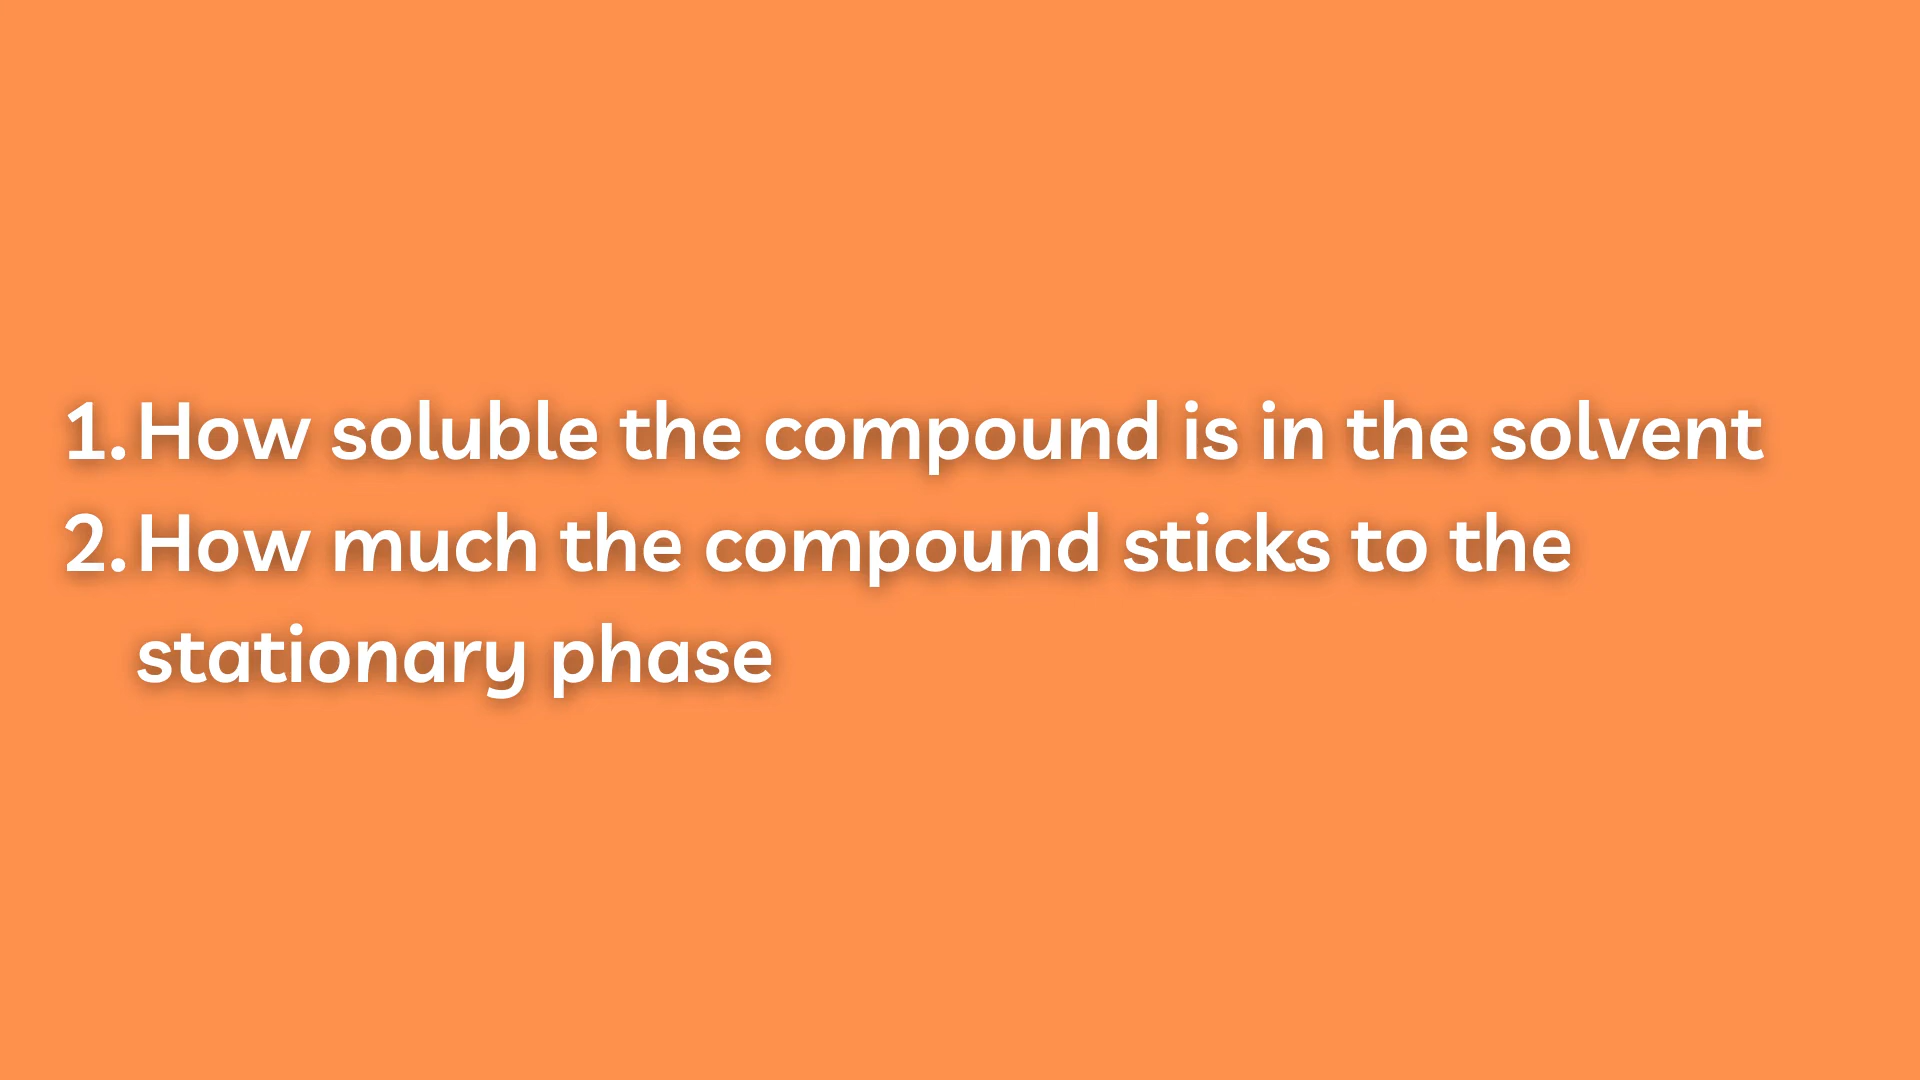 1. How soluble the compound is in the solvent
2. How much the compound sticks to the
stationary phase